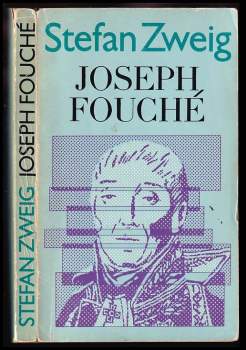 Stefan Zweig
JOSEPH
FOUCHÉ
STEFAN ZWEIG JOSEPH FOUCHÉ